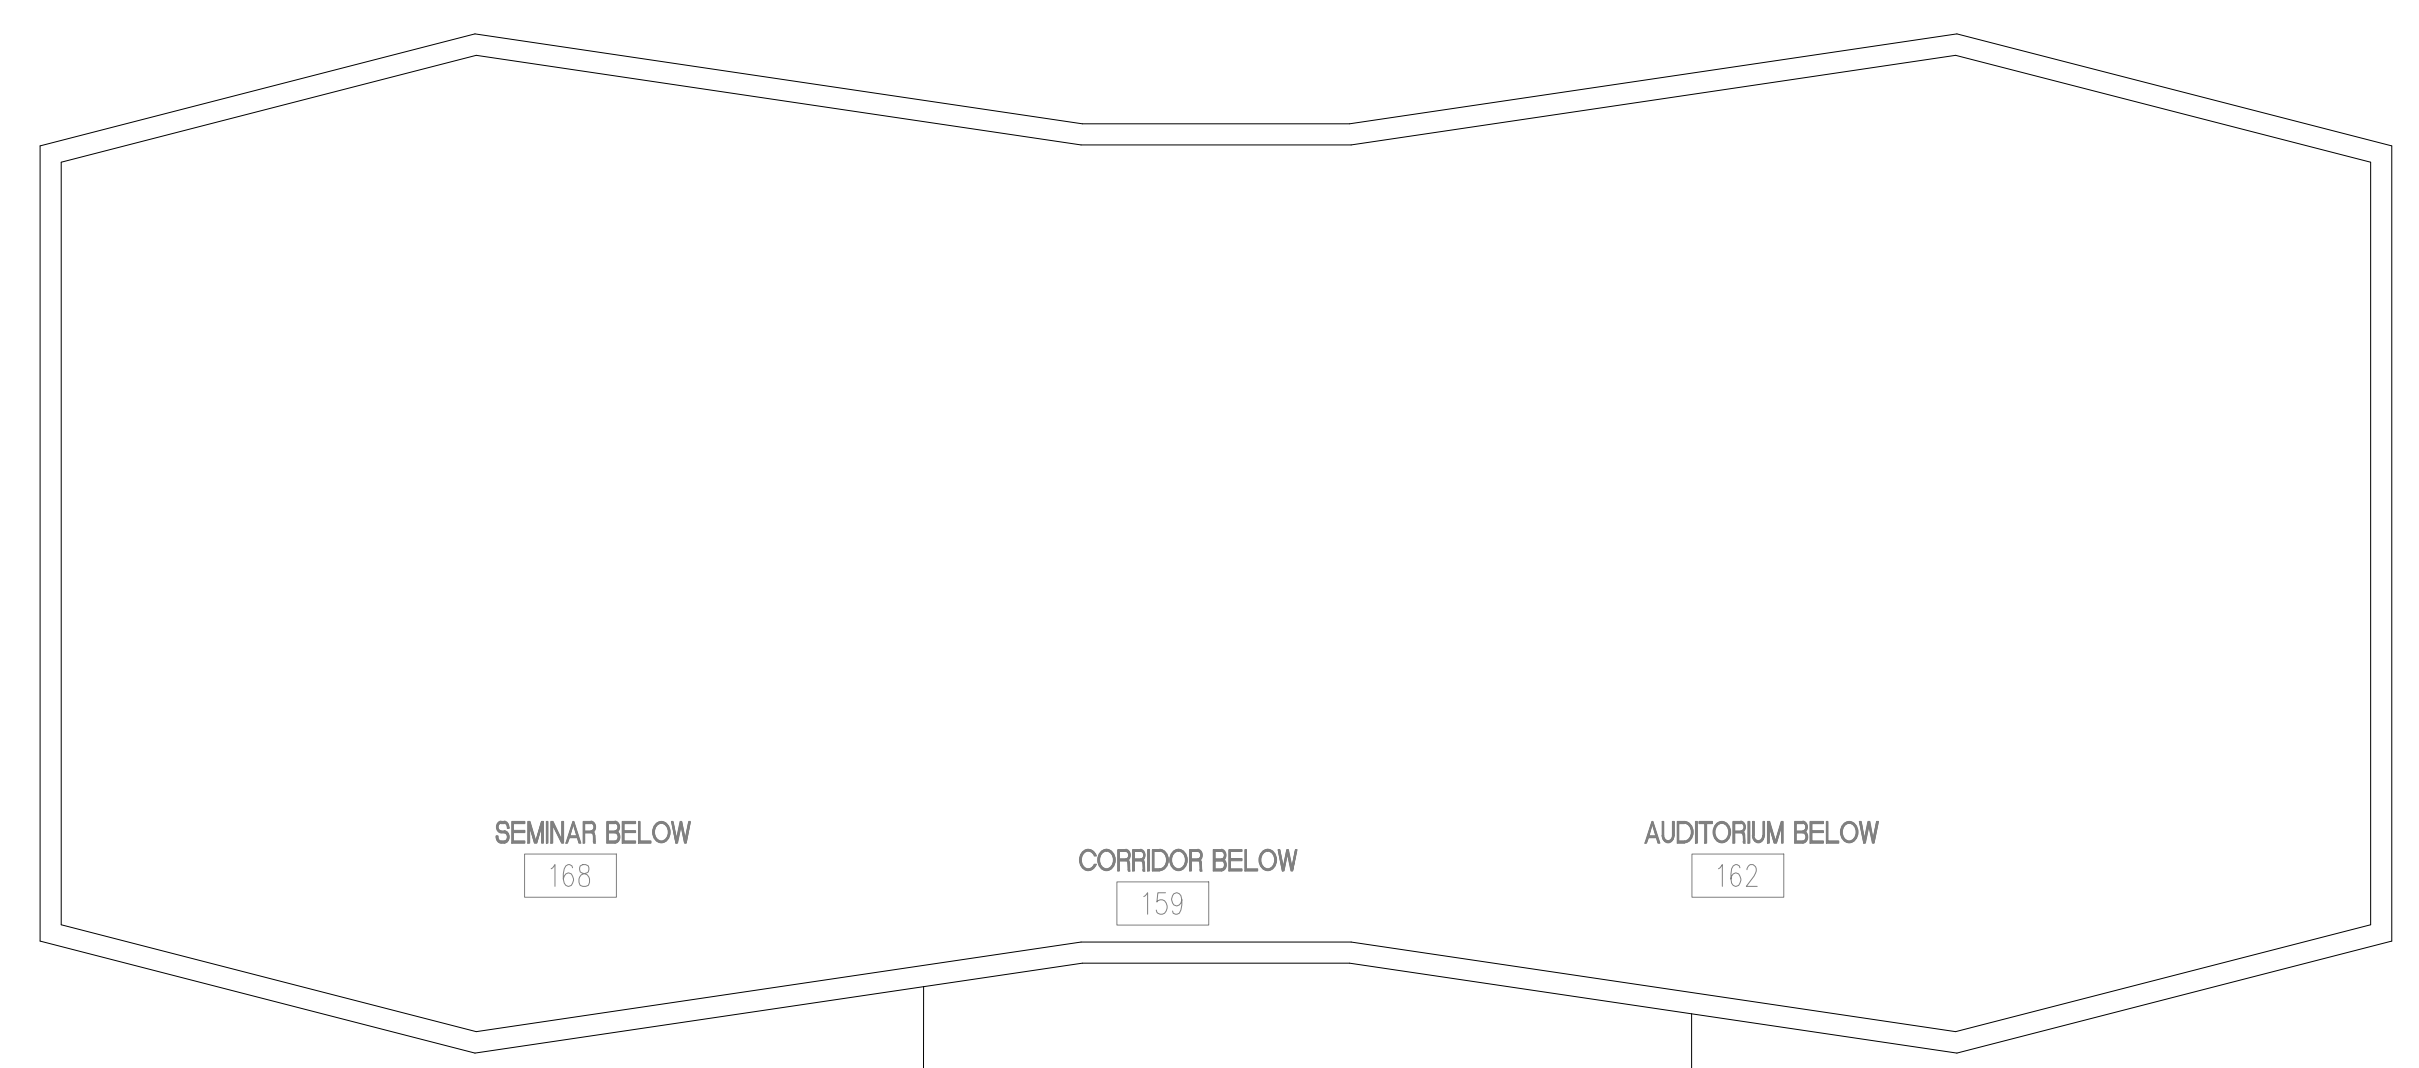 SEMINAR BELOW
168
CORRIDOR BELOW
159
AUDITORIUM BELOW
162